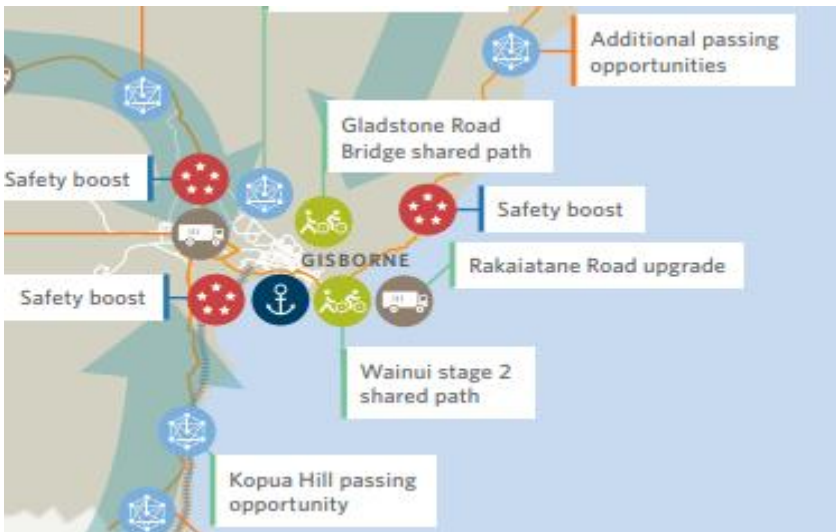 Additional passing
opportunities
Gladstone Road
Bridge shared path
Safety boost
Safety boost
GISBORNE
Rakaiatane Road upgrade
Safety boost
Wainui stage 2
shared path
Kopua Hill passing
opportunity